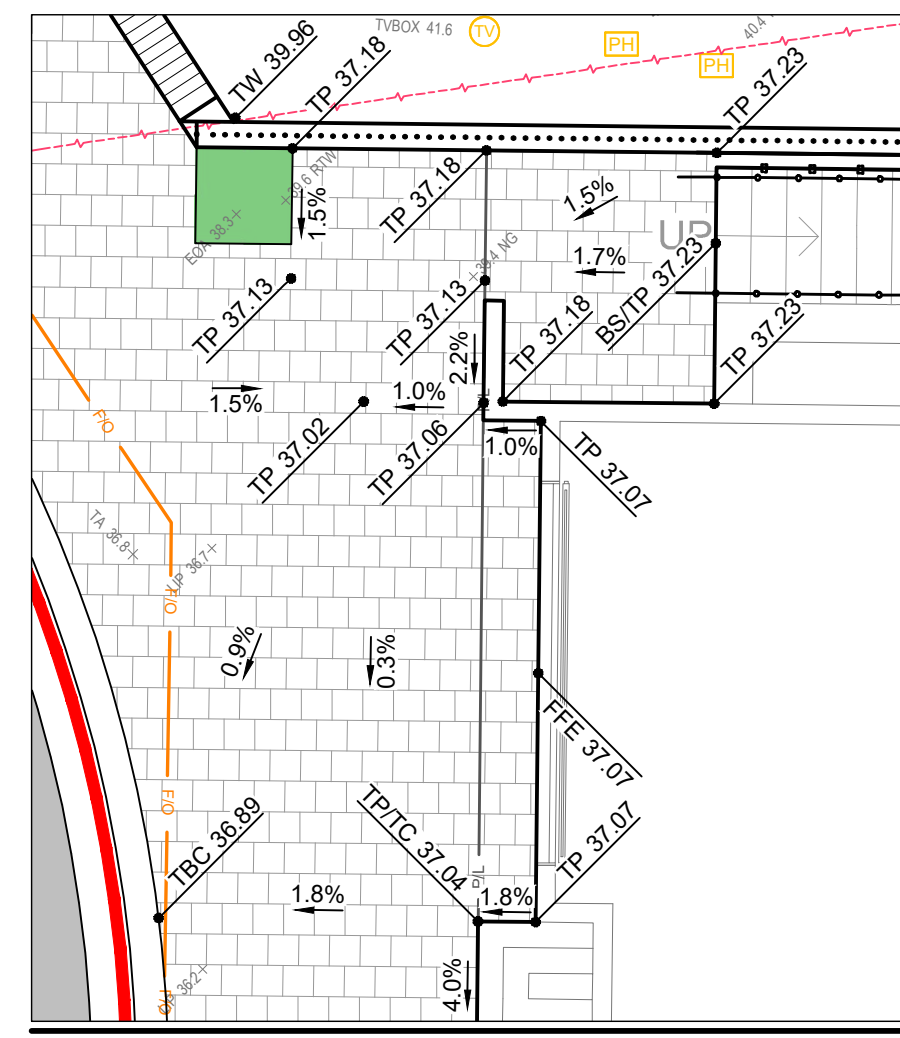 TVBOX 41.6
TV
PH
PH
TW 39.96
TP 37.18
TP 37.23
+39.6 RTW
1.5%
TP 37.18
1.5%
EOA 38.3+
UP
1.7%
+39.4 NG
BS/TP 37.23
TP 37.13
TP 37.13
TP 37.18
TP 37.23
2.2%
1.5%
1.0%
F/O
TP 37.02
TP 37.06
1.0%
TP 37.07
TA 36.8+
LIP 36.7+
F/O
0.9%
0.3%
FFE 37.07
F/O
TBC 36.89
TP/TC 37.04
TP 37.07
P/L
1.8%
1.8%
4.0%
F/O